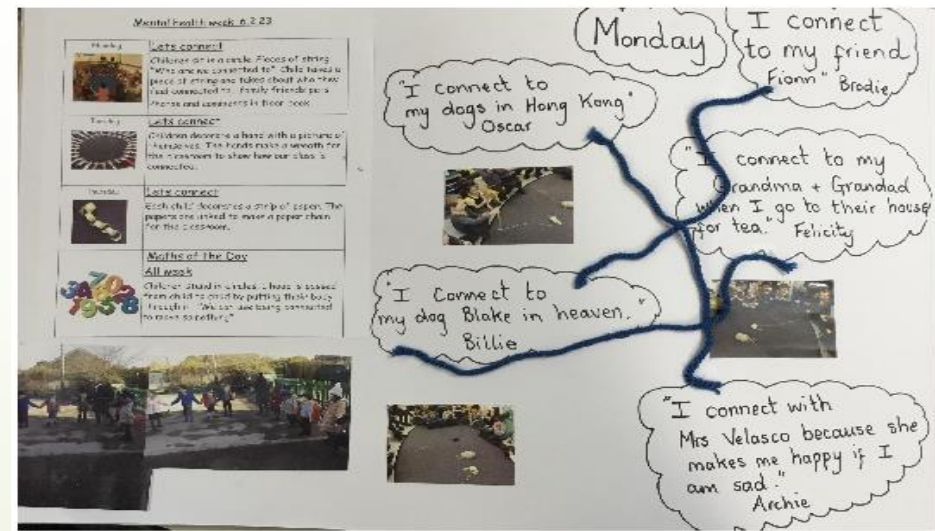 Mental health week 6.2.23
Monday
Lets connect
Children sit in a circle. Pieces of string.
"Who are we connected to". Child takes a
piece of string and talks about who they
feel connected to, family friends pets
Photos and comments in floor book.
Tuesday
Lets connect
Children decorate a hand with a picture of
themselves. The hands make a wreath for
the classroom to show how our class is
connected.
Thursday
Lets connect
Each child decorates a strip of paper. The
papers are linked to make a paper chain
for the classroom.
Maths of the Day
All week
Children stand in circles. A hoop is passed
from child to child by putting their body
through it. "We can use being connected
to move something"
Monday
"I connect to
my dogs in Hong Kong"
Oscar
I connect
to my friend
Fionn" Brodie
"I connect to my
Grandma + Grandad
when I go to their house
for tea." Felicity
"I connect to
my dog Blake in heaven."
Billie
"I connect with
Mrs Velasco because she
makes me happy if I
am sad."
Archie